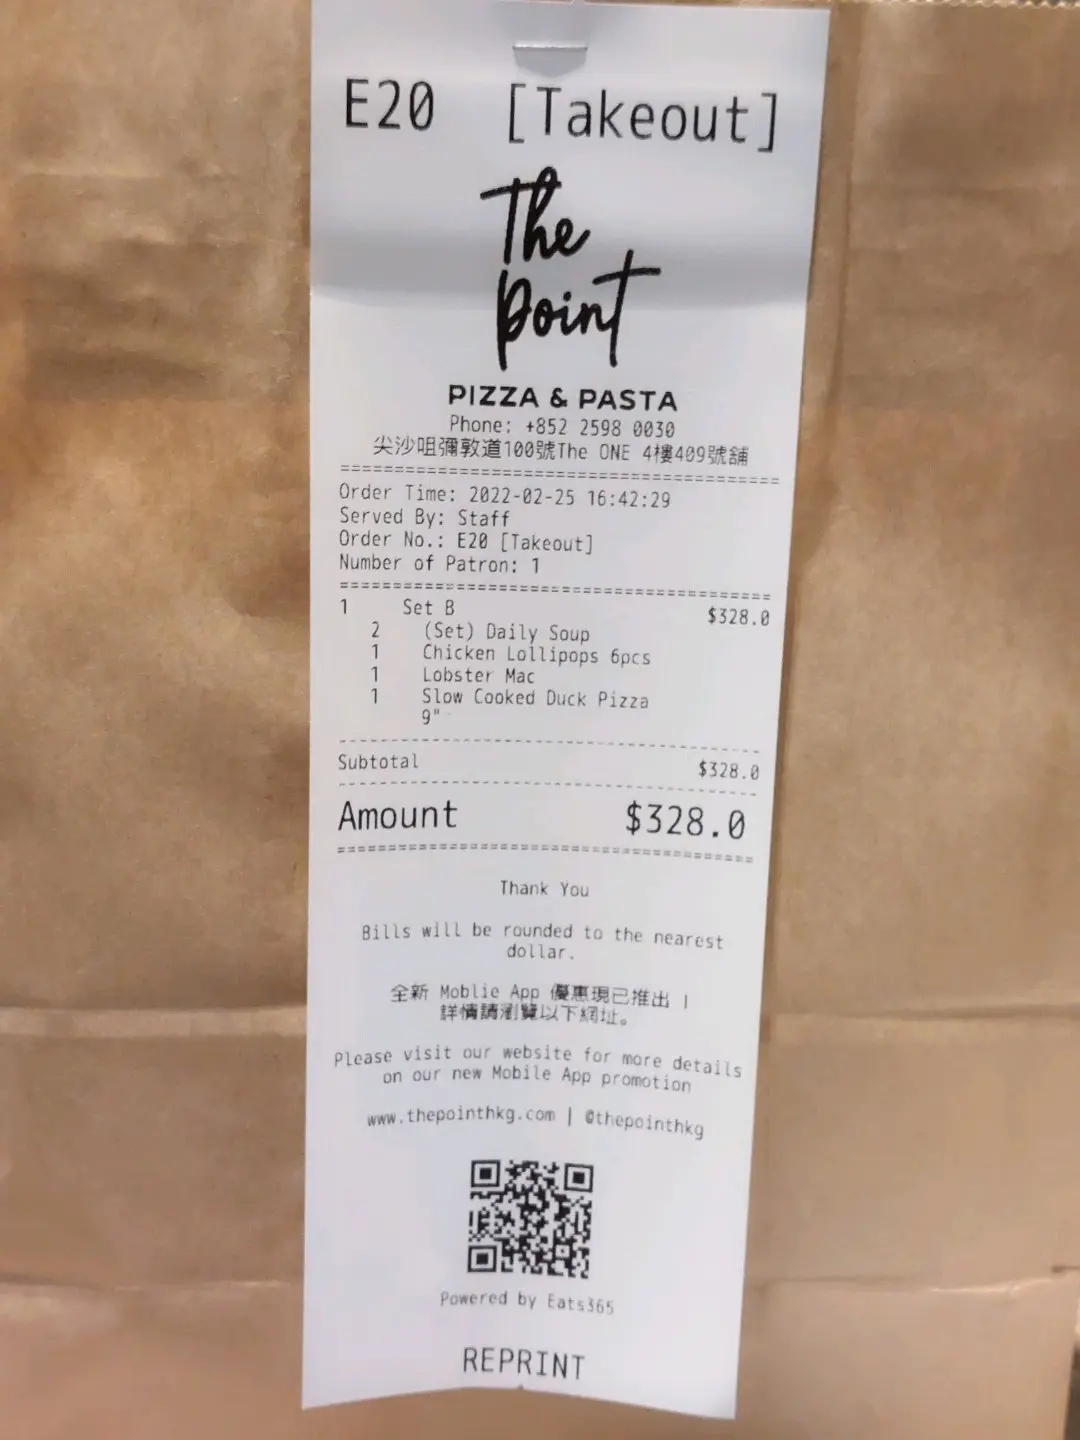 E20 [Takeout]
The
Point
PIZZA & PASTA
Phone: +852 2598 0030
尖沙咀彌敦道100號The ONE 4樓409號舖
========================================
Order Time: 2022-02-25 16:42:29
Served By: Staff
Order No.: E20 [Takeout]
Number of Patron: 1
========================================
1 Set B $328.0
2 (Set) Daily Soup
1 Chicken Lollipops 6pcs
1 Lobster Mac
1 Slow Cooked Duck Pizza
9"
----------------------------------------
Subtotal $328.0
----------------------------------------
Amount $328.0
========================================
Thank You
Bills will be rounded to the nearest
dollar.
全新 Moblie App 優惠現已推出 |
詳情請瀏覽以下網址。
Please visit our website for more details
on our new Mobile App promotion
www.thepointhkg.com | @thepointhkg
Powered by Eats365
REPRINT